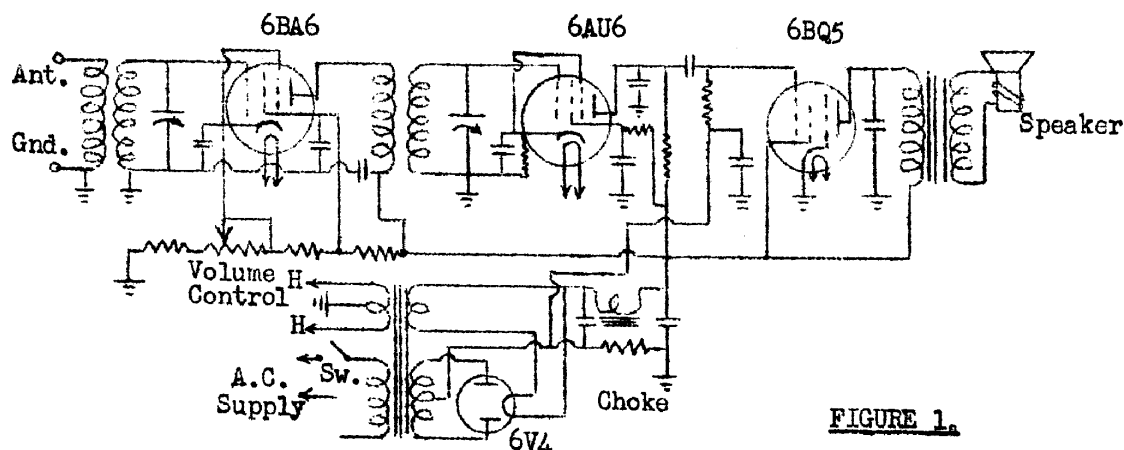 6BA6
6AU6
6BQ5
Ant.
Gnd.
Speaker
Volume
Control
H
H
Sw.
A.C.
Supply
6V4
Choke
FIGURE 1.